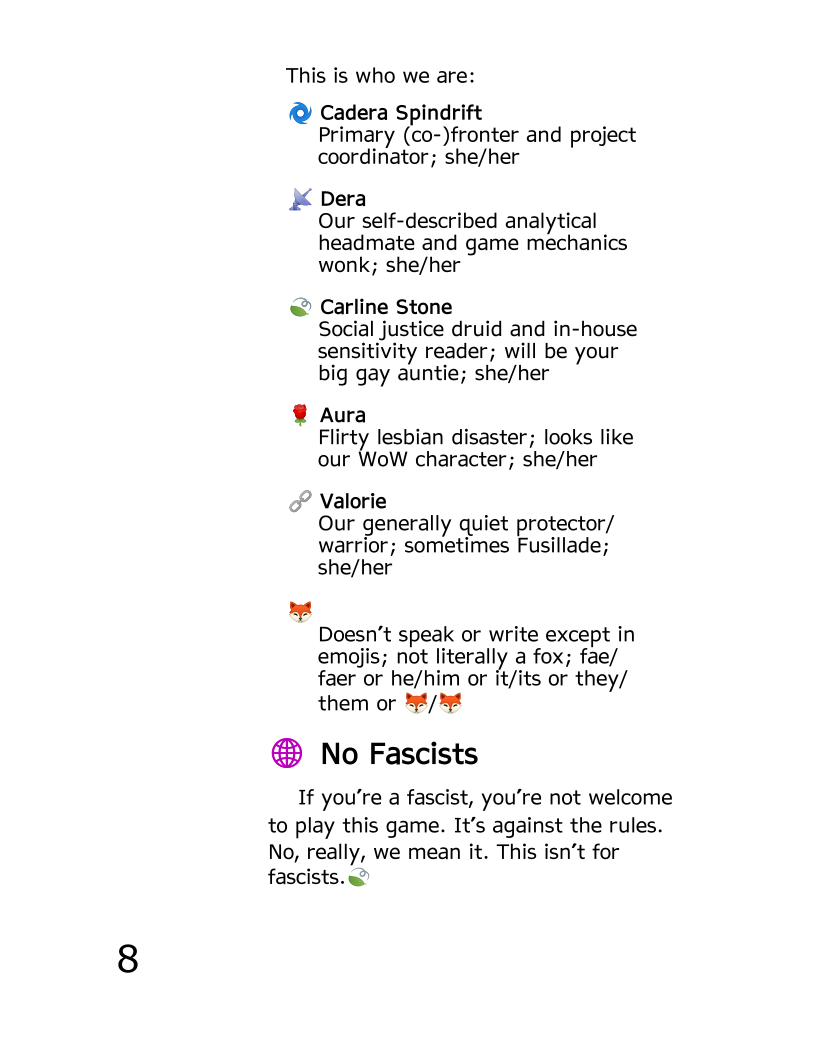 This is who we are:
🌀 Cadera Spindrift
Primary (co-)fronter and project
coordinator; she/her
📡 Dera
Our self-described analytical
headmate and game mechanics
wonk; she/her
🍃 Carline Stone
Social justice druid and in-house
sensitivity reader; will be your
big gay auntie; she/her
🌹 Aura
Flirty lesbian disaster; looks like
our WoW character; she/her
🔗 Valorie
Our generally quiet protector/
warrior; sometimes Fusillade;
she/her
🦊
Doesn’t speak or write except in
emojis; not literally a fox; fae/
faer or he/him or it/its or they/
them or 🦊/🦊
🌐 No Fascists
If you’re a fascist, you’re not welcome
to play this game. It’s against the rules.
No, really, we mean it. This isn’t for
fascists.🍃
8